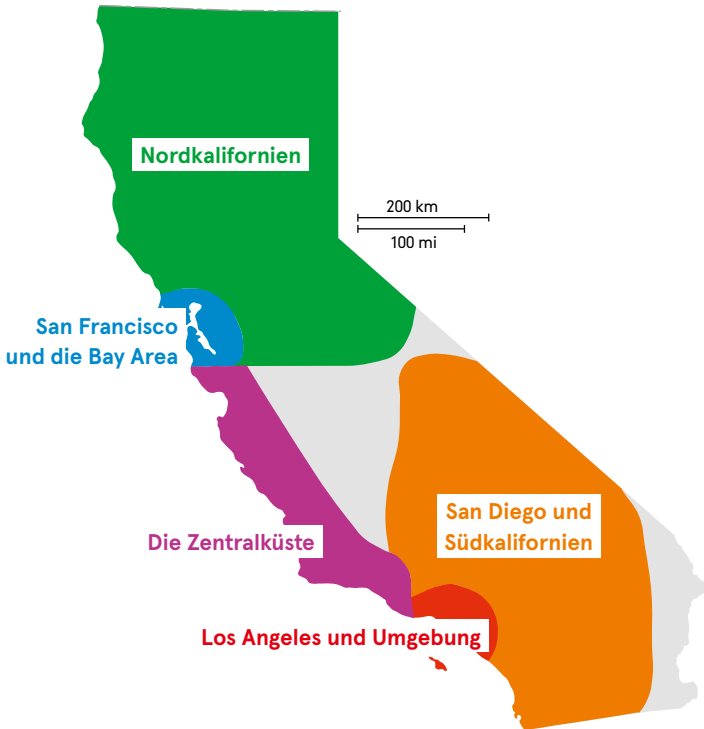 Nordkalifornien
200 km
100 mi
San Francisco
und die Bay Area
San Diego und
Südkalifornien
Die Zentralküste
Los Angeles und Umgebung